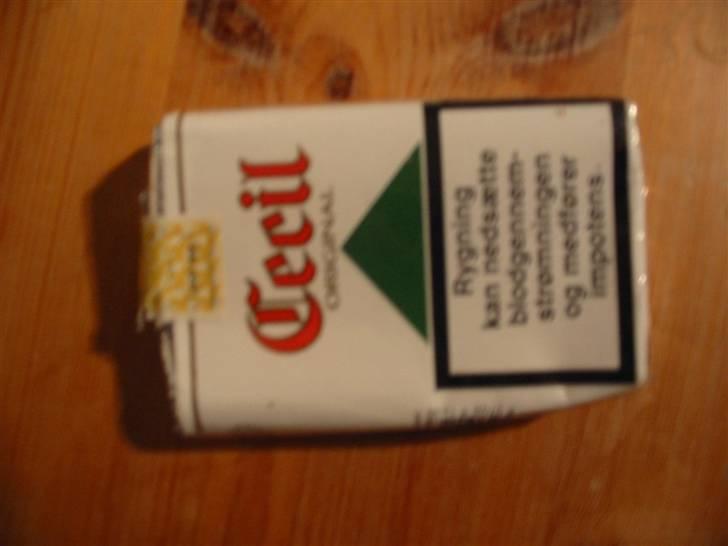 Cecil
ORIGINAL
Rygning
kan nedsætte
blodgennem-
strømningen
og medfører
impotens.